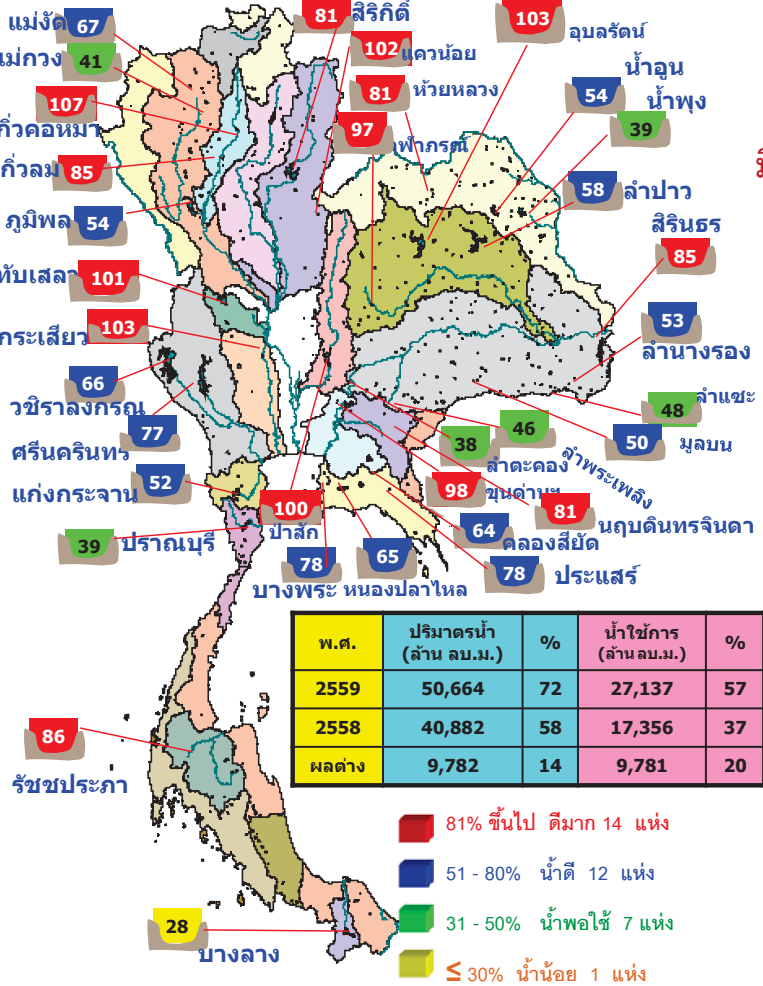 81 สิริกิติ์
103 อุบลรัตน์
แม่งัด 67
แม่กวง 41
102 แควน้อย
น้ำอูน
54
น้ำพุง
39
81 ห้วยหลวง
107
กิ่วคอหมา
97 จุฬาภรณ์
กิ่วลม 85
58 ลำปาว
ภูมิพล 54
สิรินธร
85
ทับเสลา 101
กระเสียว 103
53
ลำนางรอง
66
วชิราลงกรณ
48 ลำแชะ
77
ศรีนครินทร์
46
50 มูลบน
38
ลำตะคอง
ลำพระเพลิง
แก่งกระจาน 52
98 ขุนด่านฯ
100
ป่าสัก
81 นฤบดินทรจินดา
39 ปราณบุรี
64
คลองสียัด
78
บางพระ
65
หนองปลาไหล
78 ประแสร์
พ.ศ. ปริมาตรน้ำ (ล้าน ลบ.ม.) % น้ำใช้การ (ล้าน ลบ.ม.) %
2559 50,664 72 27,137 57
2558 40,882 58 17,356 37
ผลต่าง 9,782 14 9,781 20
86
รัชชประภา
81% ขึ้นไป ดีมาก 14 แห่ง
51 - 80% น้ำดี 12 แห่ง
31 - 50% น้ำพอใช้ 7 แห่ง
≤ 30% น้ำน้อย 1 แห่ง
28
บางลาง